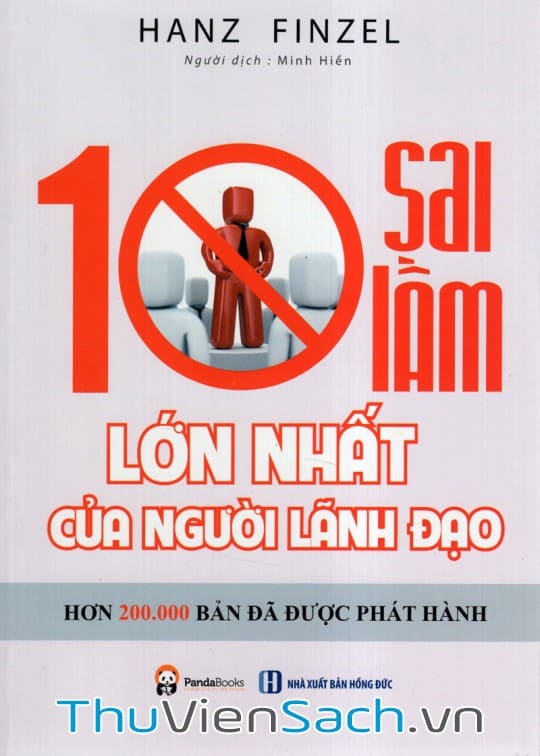 HANZ FINZEL
Người dịch : Minh Hiền
10 Sai
lầm
LỚN NHẤT
CỦA NGƯỜI LÃNH ĐẠO
HƠN 200.000 BẢN ĐÃ ĐƯỢC PHÁT HÀNH
PandaBooks
H NHÀ XUẤT BẢN HỒNG ĐỨC
ThuVienSach.vn